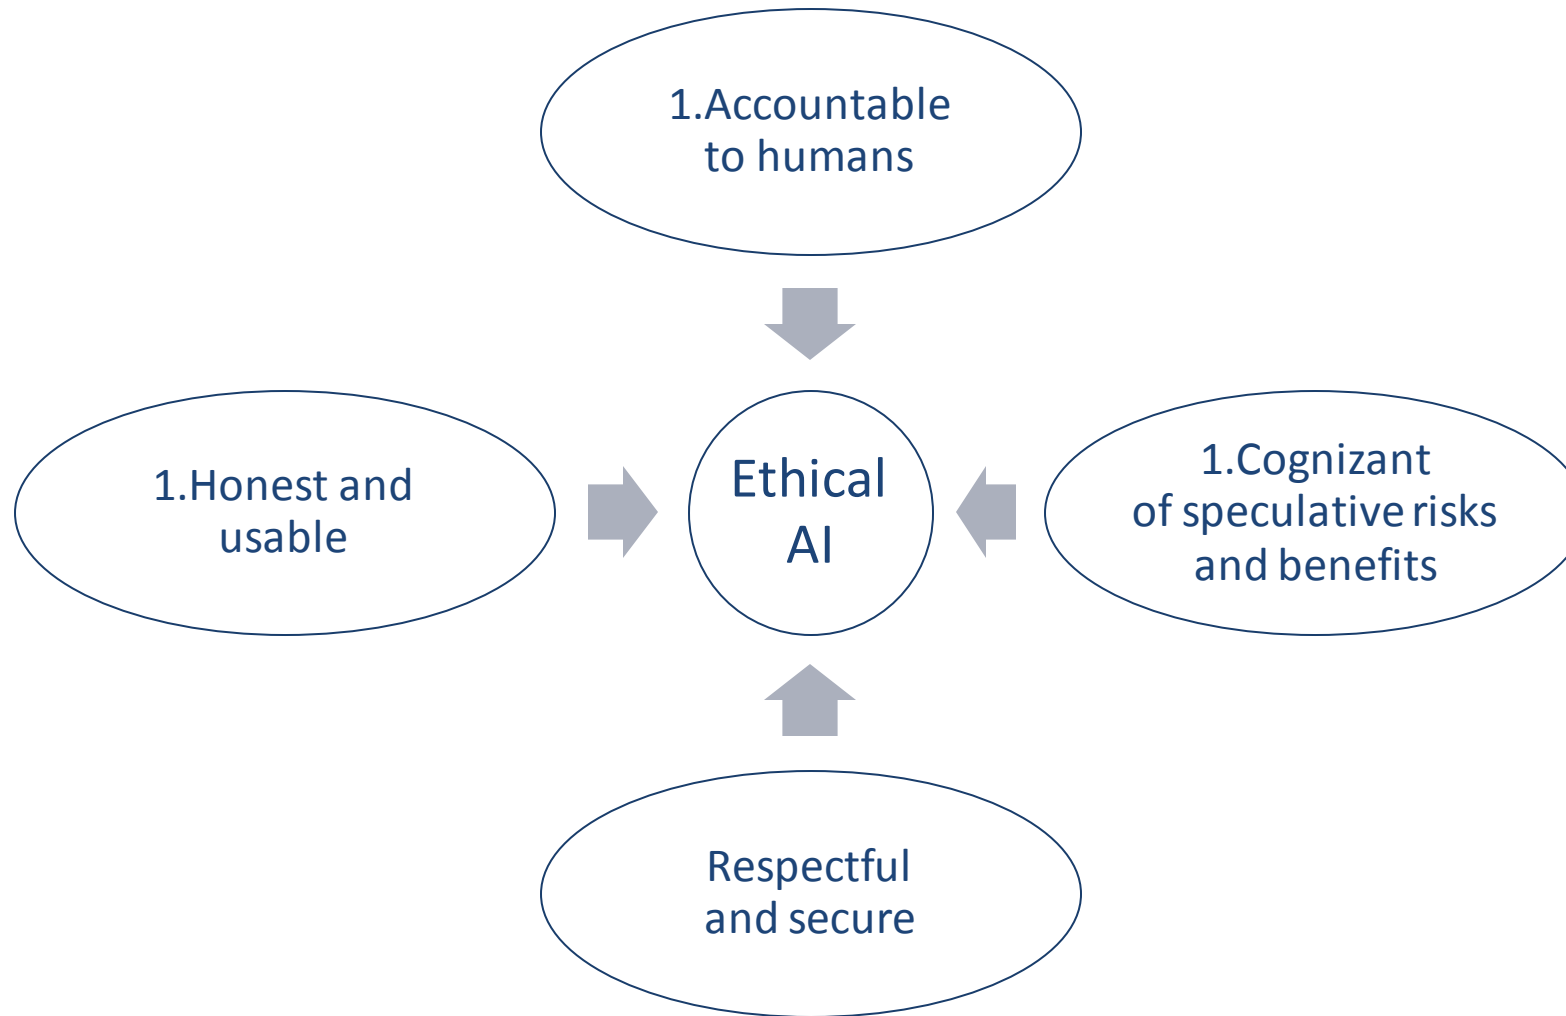 1.Accountable
to humans
1.Honest and
usable
Ethical
AI
1.Cognizant
of speculative risks
and benefits
Respectful
and secure